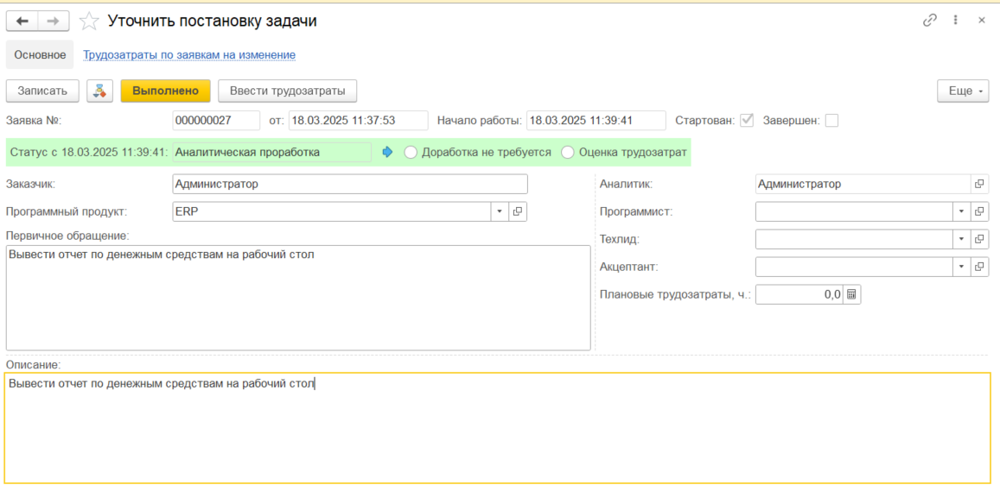 Уточнить постановку задачи
Основное Трудозатраты по заявкам на изменение
Записать Выполнено Ввести трудозатраты Еще
Заявка №: 000000027 от: 18.03.2025 11:37:53 Начало работы: 18.03.2025 11:39:41 Стартован: Завершен:
Статус с 18.03.2025 11:39:41: Аналитическая проработка Доработка не требуется Оценка трудозатрат
Заказчик: Администратор Аналитик: Администратор
Программный продукт: ERP Программист:
Первичное обращение:
Вывести отчет по денежным средствам на рабочий стол
Техлид:
Акцептант:
Плановые трудозатраты, ч.: 0,0
Описание:
Вывести отчет по денежным средствам на рабочий стол